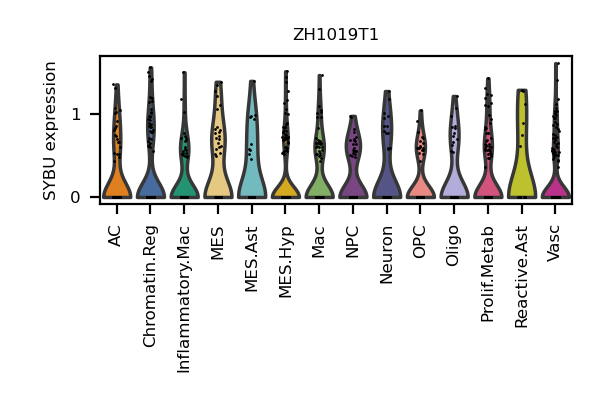 ZH1019T1
SYBU expression
1
0
AC
Chromatin.Reg
Inflammatory.Mac
MES
MES.Ast
MES.Hyp
Mac
NPC
Neuron
OPC
Oligo
Prolif.Metab
Reactive.Ast
Vasc